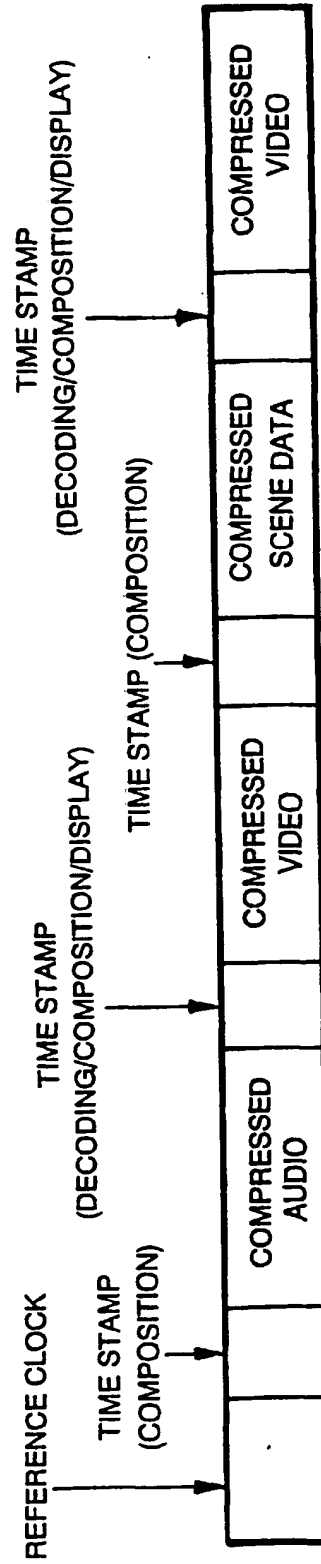 REFERENCE CLOCK
TIME STAMP
(COMPOSITION)
TIME STAMP
(DECODING/COMPOSITION/DISPLAY)
TIME STAMP (COMPOSITION)
TIME STAMP
(DECODING/COMPOSITION/DISPLAY)
COMPRESSED
AUDIO
COMPRESSED
VIDEO
COMPRESSED
SCENE DATA
COMPRESSED
VIDEO